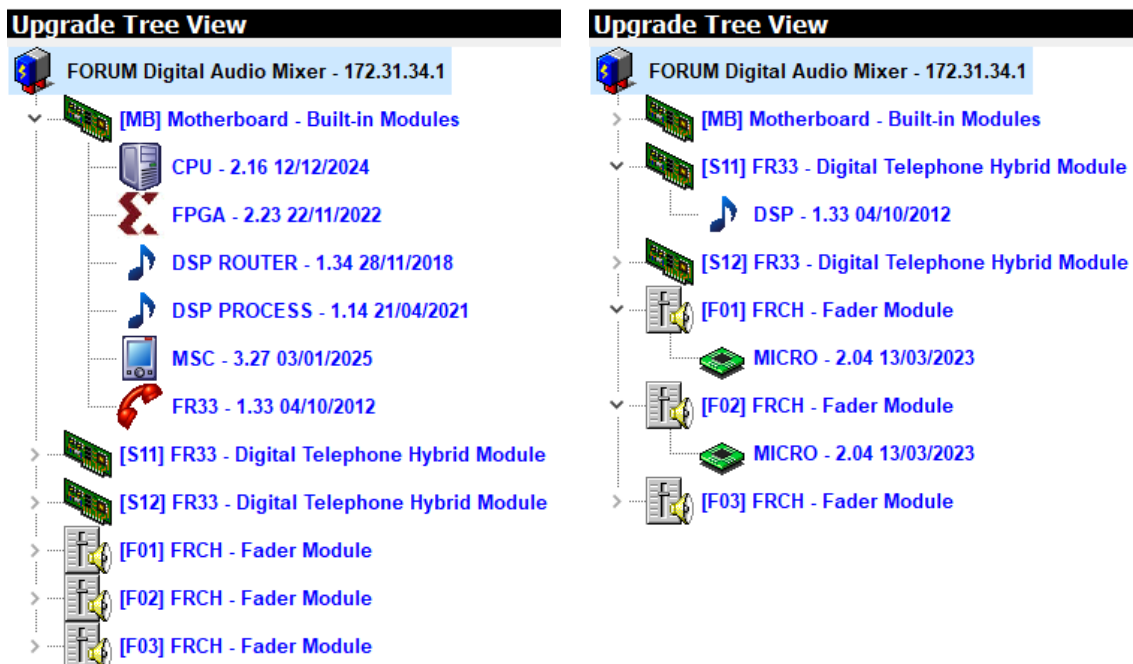 Upgrade Tree View
FORUM Digital Audio Mixer - 172.31.34.1
[MB] Motherboard - Built-in Modules
CPU - 2.16 12/12/2024
FPGA - 2.23 22/11/2022
DSP ROUTER - 1.34 28/11/2018
DSP PROCESS - 1.14 21/04/2021
MSC - 3.27 03/01/2025
FR33 - 1.33 04/10/2012
[S11] FR33 - Digital Telephone Hybrid Module
[S12] FR33 - Digital Telephone Hybrid Module
[F01] FRCH - Fader Module
[F02] FRCH - Fader Module
[F03] FRCH - Fader Module
Upgrade Tree View
FORUM Digital Audio Mixer - 172.31.34.1
[MB] Motherboard - Built-in Modules
[S11] FR33 - Digital Telephone Hybrid Module
DSP - 1.33 04/10/2012
[S12] FR33 - Digital Telephone Hybrid Module
[F01] FRCH - Fader Module
MICRO - 2.04 13/03/2023
[F02] FRCH - Fader Module
MICRO - 2.04 13/03/2023
[F03] FRCH - Fader Module